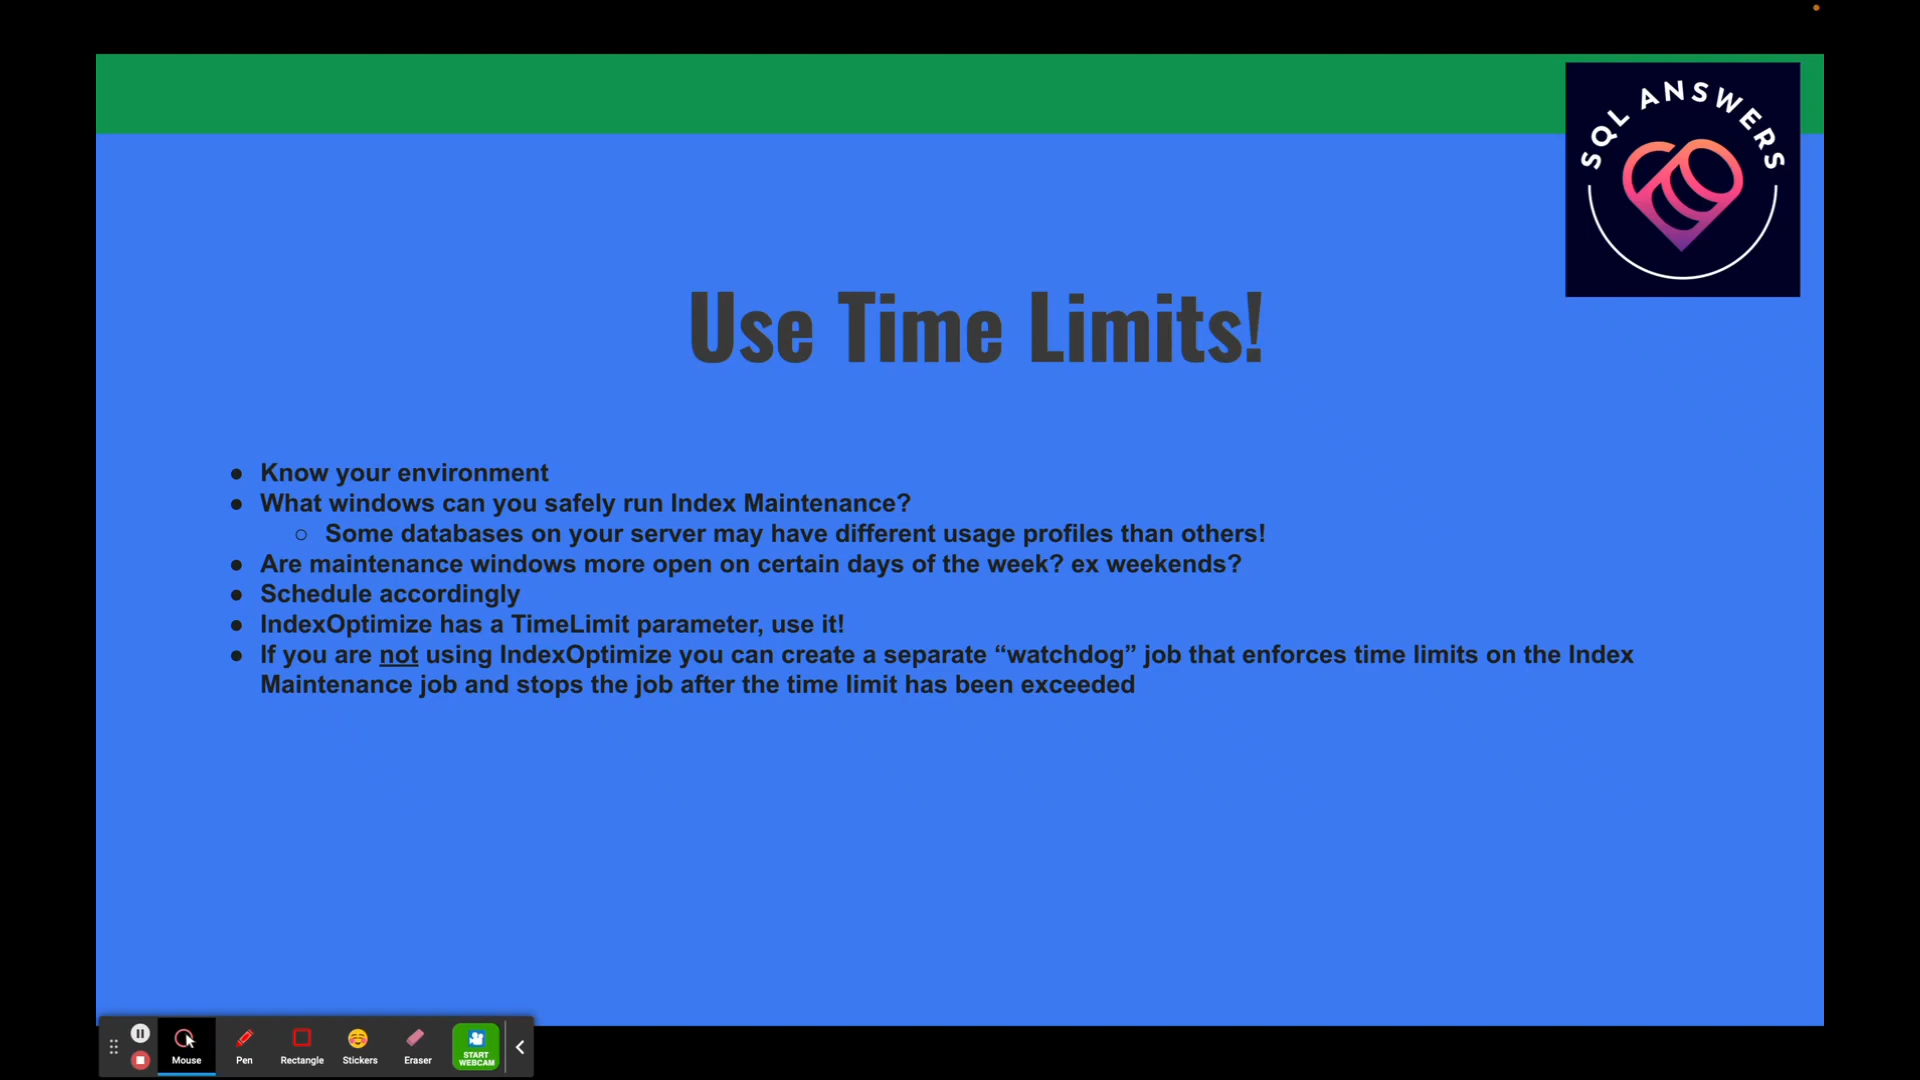 SQL ANSWERS
Use Time Limits!
● Know your environment
● What windows can you safely run Index Maintenance?
○ Some databases on your server may have different usage profiles than others!
● Are maintenance windows more open on certain days of the week? ex weekends?
● Schedule accordingly
● IndexOptimize has a TimeLimit parameter, use it!
● If you are not using IndexOptimize you can create a separate “watchdog” job that enforces time limits on the Index
Maintenance job and stops the job after the time limit has been exceeded
Mouse
Pen
Rectangle
Stickers
Eraser
START
WEBCAM